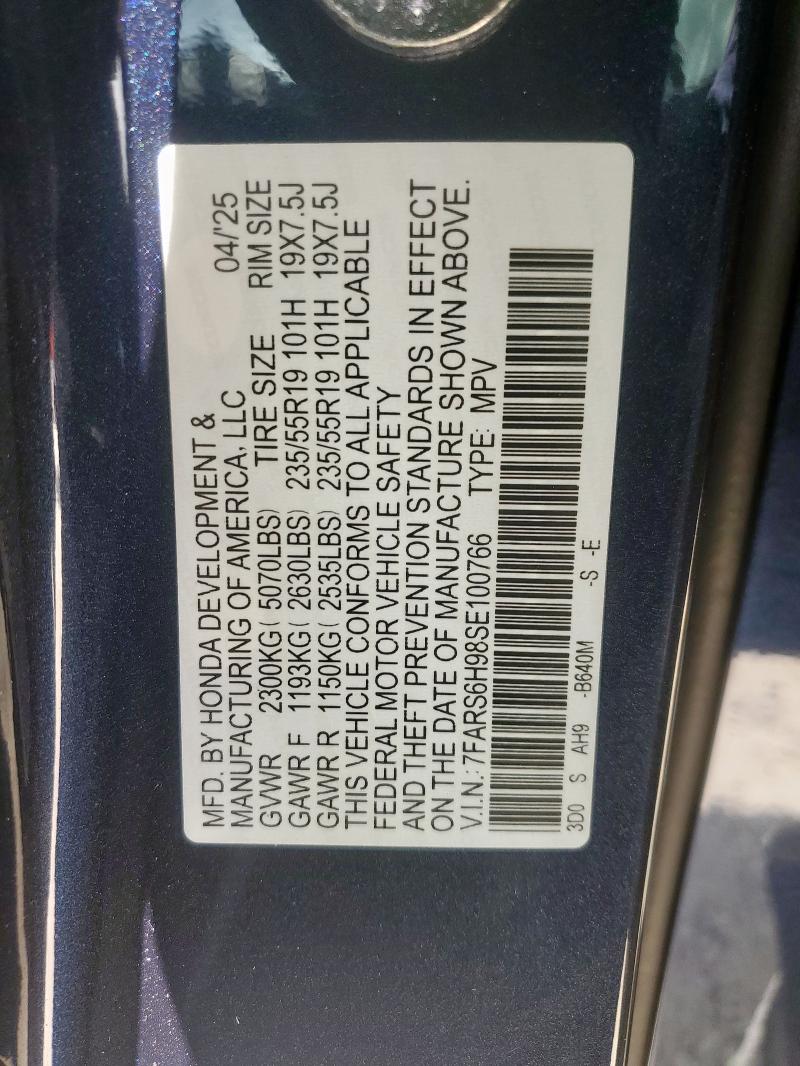 MFD. BY HONDA DEVELOPMENT &
MANUFACTURING OF AMERICA, LLC 04/'25
GVWR 2300KG( 5070LBS) TIRE SIZE RIM SIZE
GAWR F 1193KG( 2630LBS) 235/55R19 101H 19X7.5J
GAWR R 1150KG( 2535LBS) 235/55R19 101H 19X7.5J
THIS VEHICLE CONFORMS TO ALL APPLICABLE
FEDERAL MOTOR VEHICLE SAFETY
AND THEFT PREVENTION STANDARDS IN EFFECT
ON THE DATE OF MANUFACTURE SHOWN ABOVE.
V.I.N.:7FARS6H98SE100766 TYPE: MPV
3D0 S AH9 -B640M -S -E